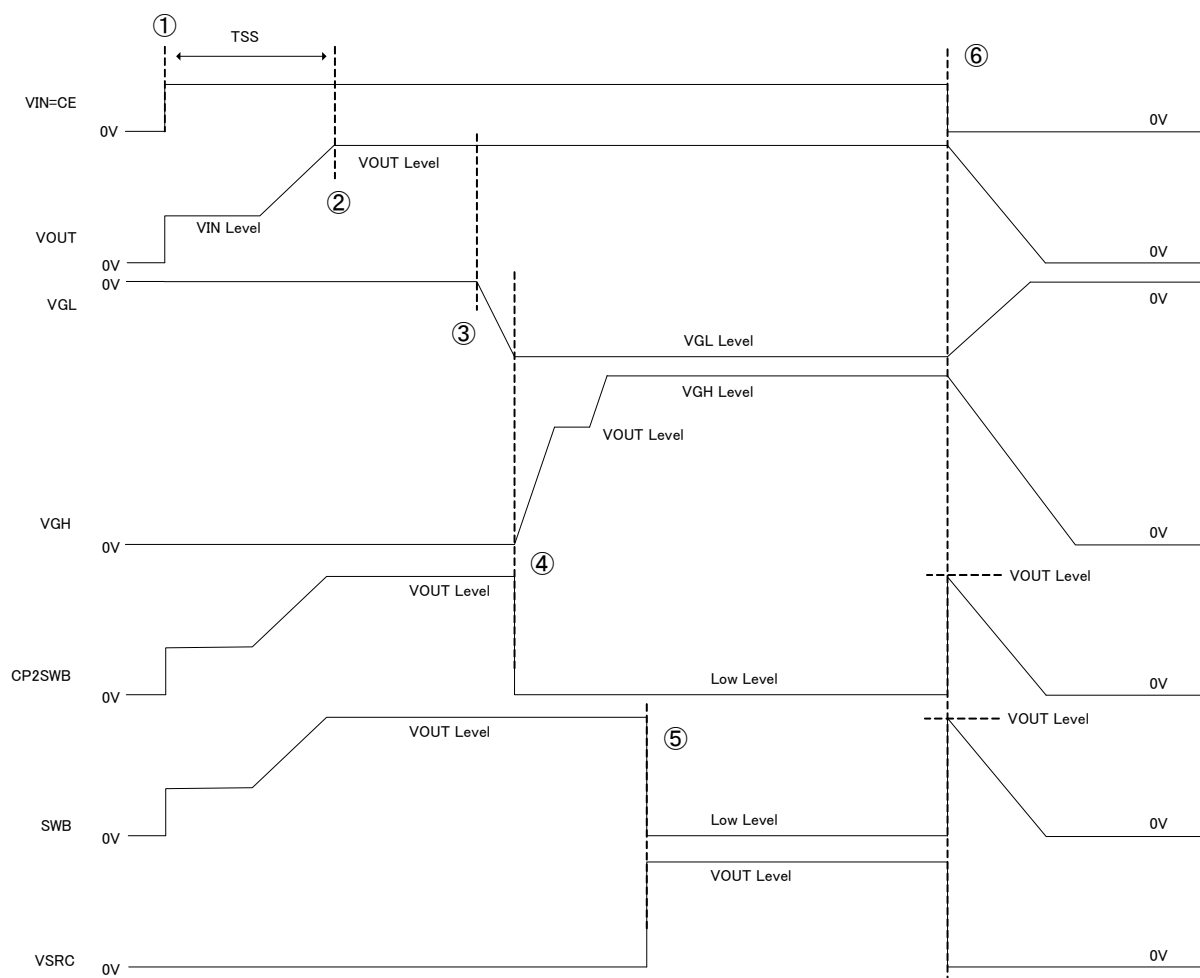 ①
TSS
⑥
VIN=CE
0V
0V
VOUT Level
②
VIN Level
VOUT
0V
0V
0V
VGL
0V
③
VGL Level
VGH Level
VOUT Level
VGH
0V
0V
④
VOUT Level
VOUT Level
CP2SWB
0V
Low Level
0V
VOUT Level
VOUT Level
⑤
SWB
0V
Low Level
0V
VOUT Level
VSRC
0V
0V